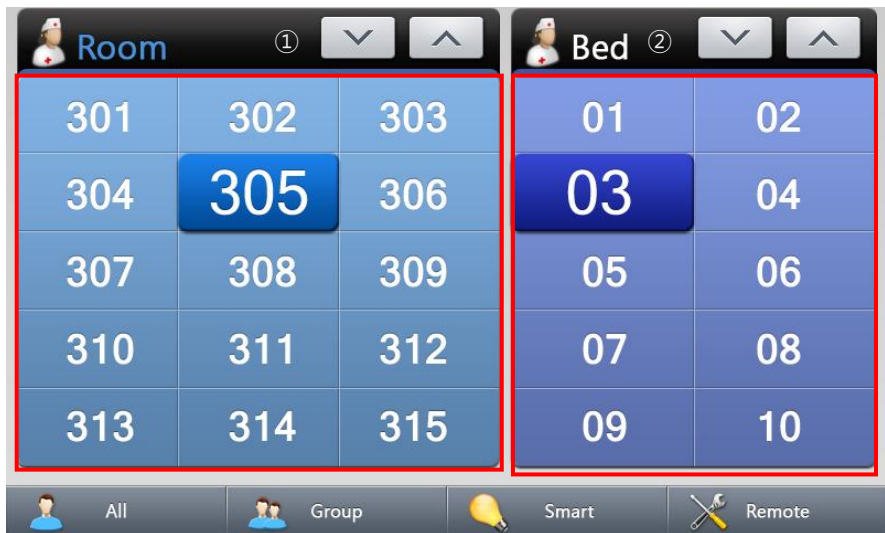 Room ① Bed ②
301 302 303 01 02
304 305 306 03 04
307 308 309 05 06
310 311 312 07 08
313 314 315 09 10
All Group Smart Remote